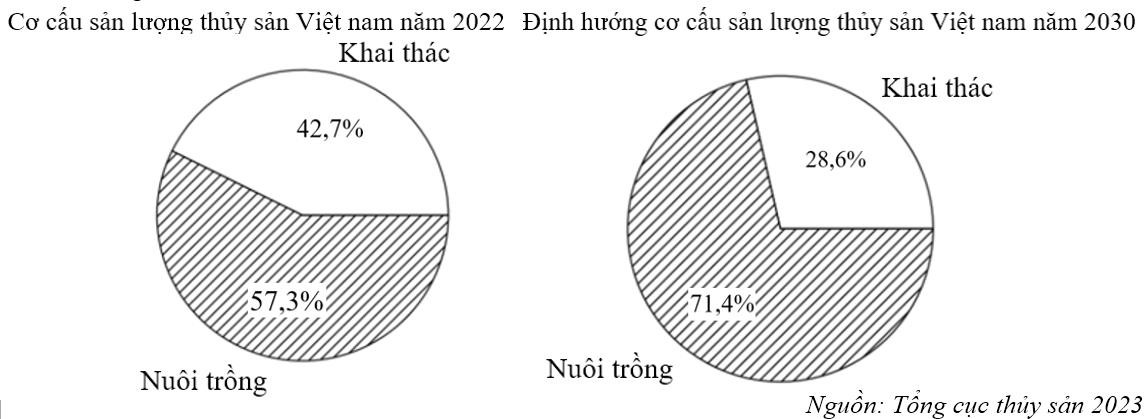 Cơ cấu sản lượng thủy sản Việt nam năm 2022
Khai thác
42,7%
57,3%
Nuôi trồng
Định hướng cơ cấu sản lượng thủy sản Việt nam năm 2030
Khai thác
28,6%
71,4%
Nuôi trồng
Nguồn: Tổng cục thủy sản 2023